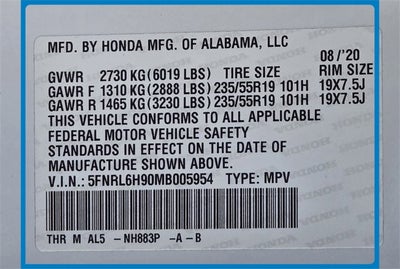 MFD. BY HONDA MFG. OF ALABAMA, LLC
08/'20
GVWR 2730 KG(6019 LBS) TIRE SIZE RIM SIZE
GAWR F 1310 KG(2888 LBS)235/55R19 101H 19X7.5J
GAWR R 1465 KG(3230 LBS)235/55R19 101H 19X7.5J
THIS VEHICLE CONFORMS TO ALL APPLICABLE
FEDERAL MOTOR VEHICLE SAFETY
STANDARDS IN EFFECT ON THE DATE OF
MANUFACTURE SHOWN ABOVE.
V.I.N.: 5FNRL6H90MB005954 TYPE: MPV
THR M AL5 -NH883P -A-B